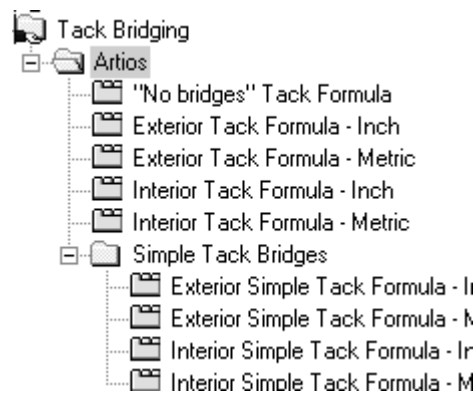 Tack Bridging
Artios
"No bridges" Tack Formula
Exterior Tack Formula - Inch
Exterior Tack Formula - Metric
Interior Tack Formula - Inch
Interior Tack Formula - Metric
Simple Tack Bridges
Exterior Simple Tack Formula -
Exterior Simple Tack Formula -
Interior Simple Tack Formula -
Interior Simple Tack Formula -